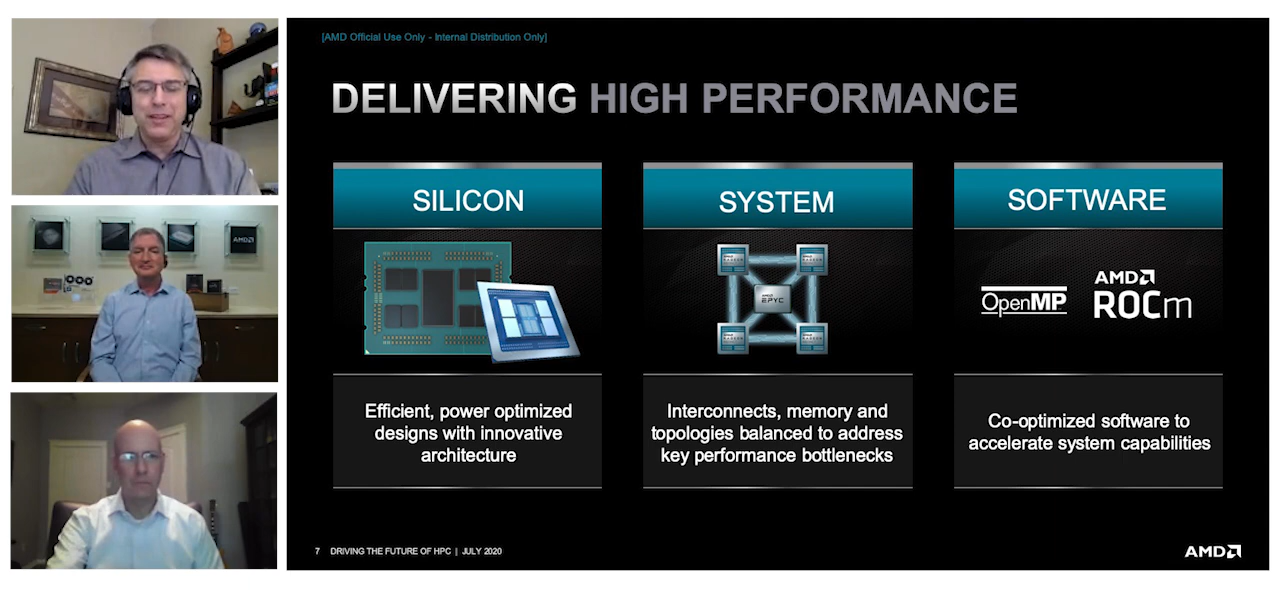 [AMD Official Use Only - Internal Distribution Only]
DELIVERING HIGH PERFORMANCE
SILICON
SYSTEM
SOFTWARE
AMD
EPYC
OpenMP
AMD
ROCm
Efficient, power optimized
designs with innovative
architecture
Interconnects, memory and
topologies balanced to address
key performance bottlenecks
Co-optimized software to
accelerate system capabilities
7 DRIVING THE FUTURE OF HPC | JULY 2020
AMD
AMD